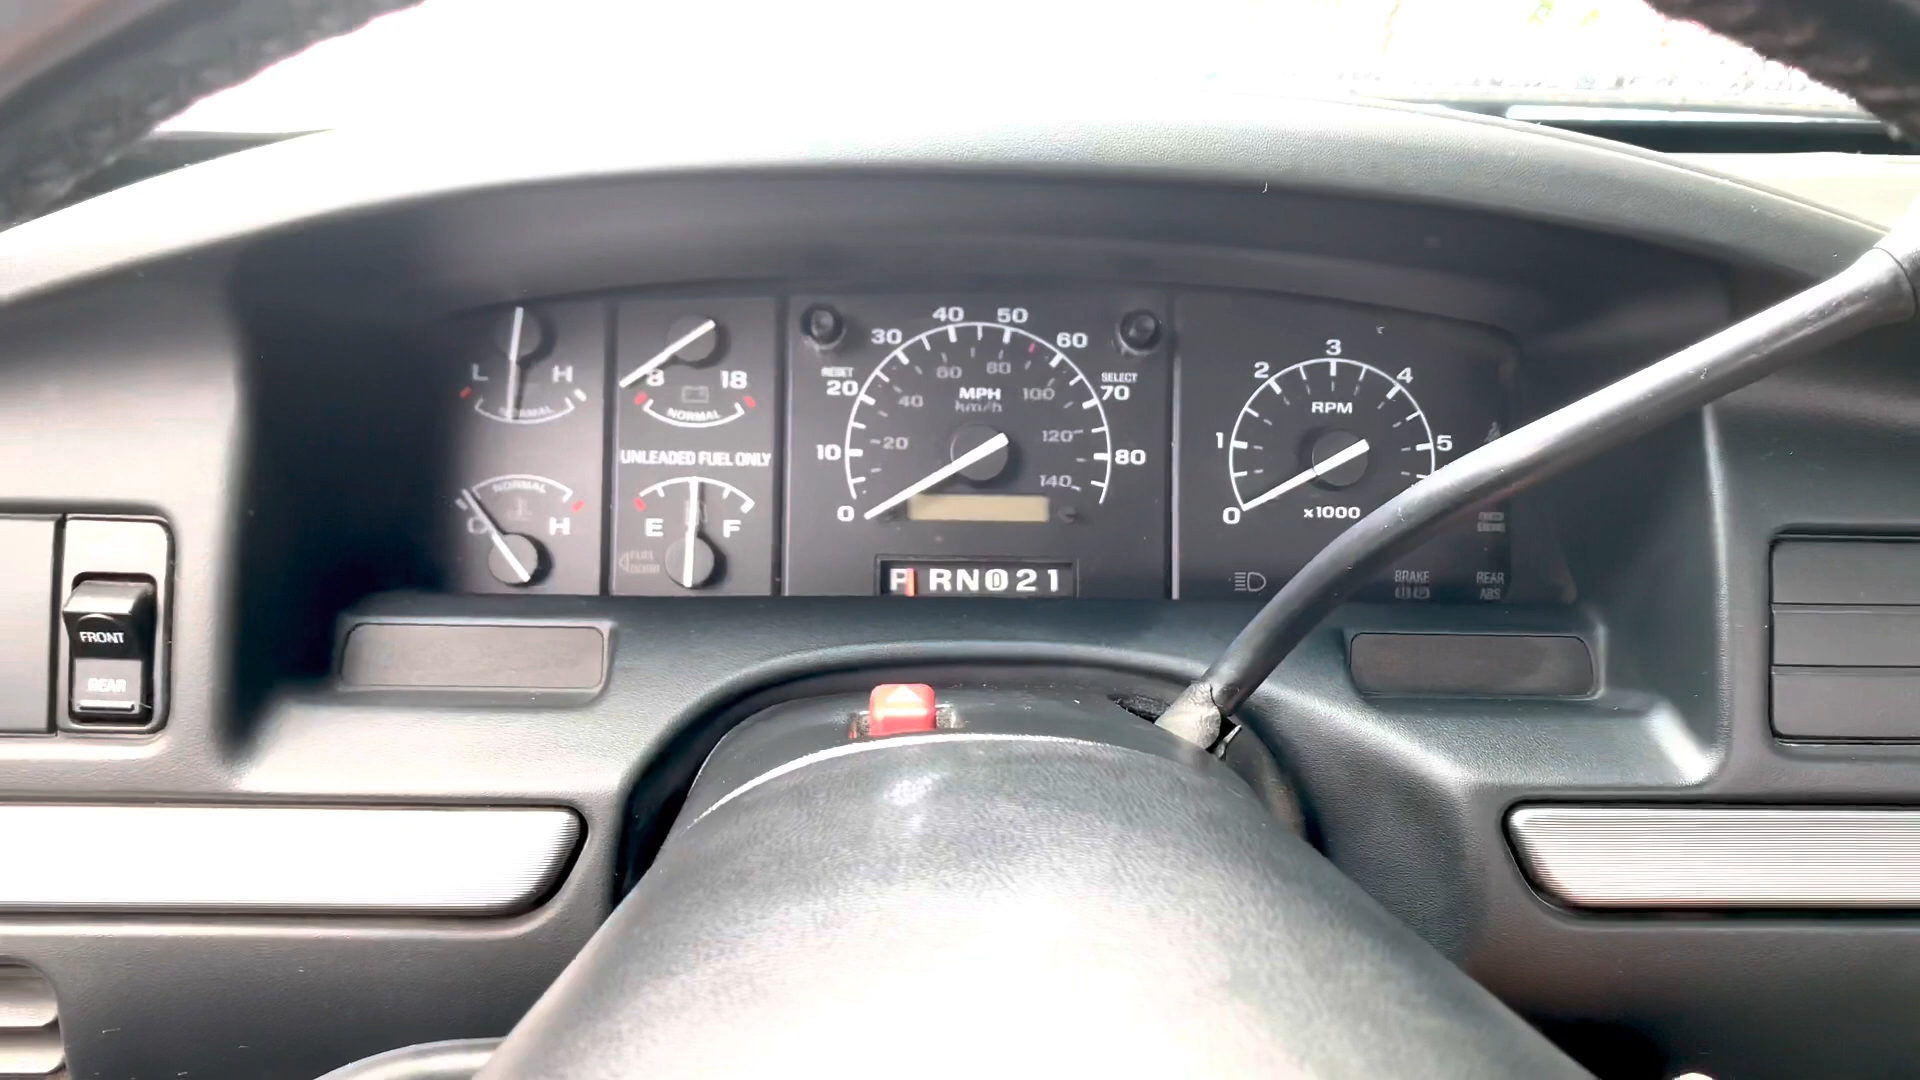 L H
NORMAL
8 18
NORMAL
UNLEADED FUEL ONLY
NORMAL
C H
E F
FUEL
DOOR
RESET
SELECT
0 10 20 30 40 50 60 70 80
20 40 60 80 100 120 140
MPH
km/h
PRND21
0 1 2 3 4 5
RPM
x1000
BRAKE
REAR
ABS
FRONT
REAR